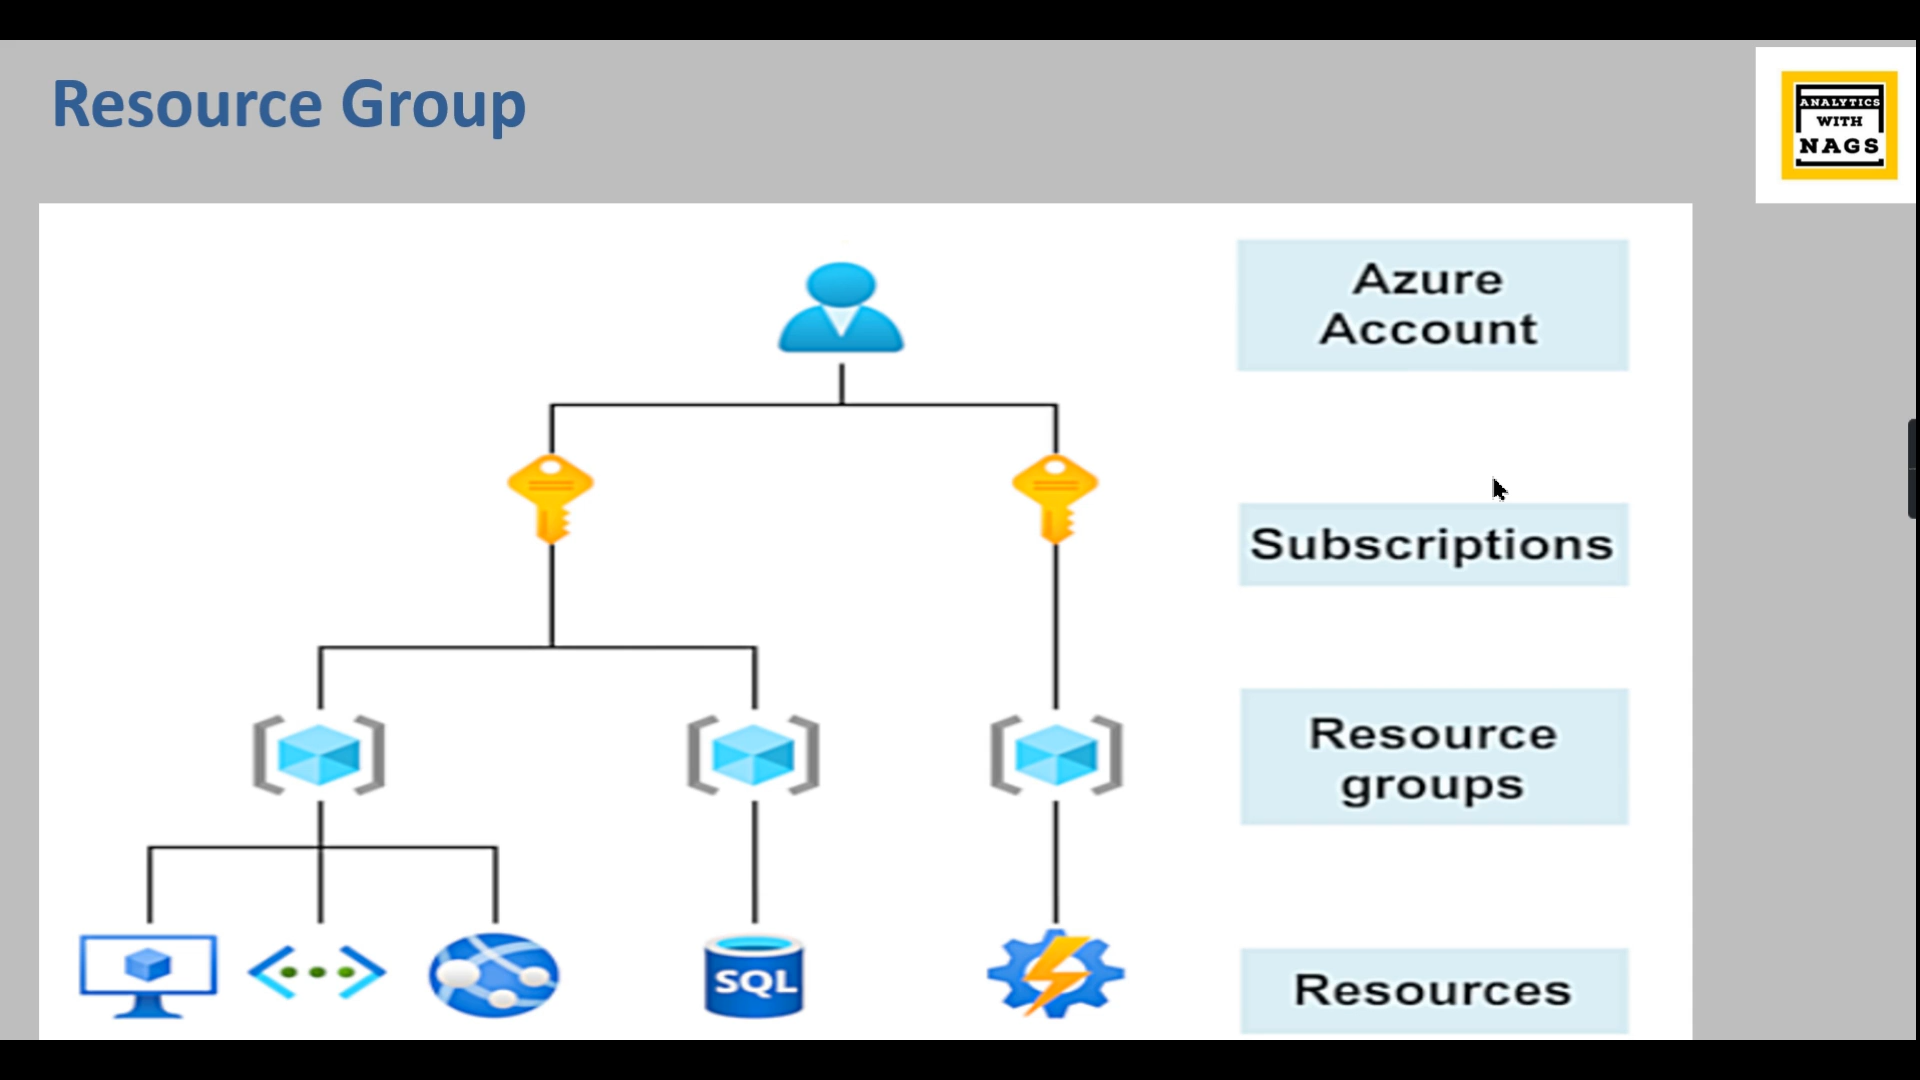 Resource Group
ANALYTICS
WITH
NAGS
Azure
Account
Subscriptions
Resource
groups
SQL
Resources